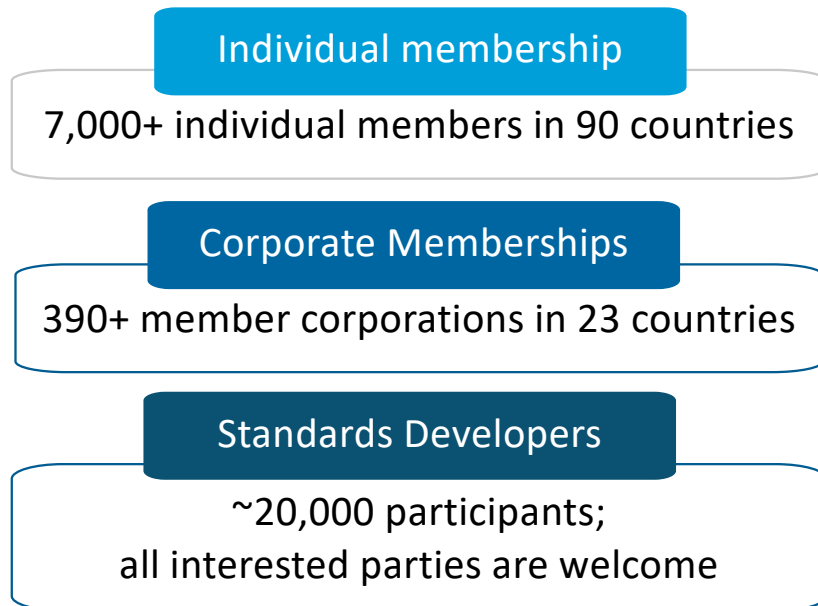 Individual membership
7,000+ individual members in 90 countries
Corporate Memberships
390+ member corporations in 23 countries
Standards Developers
~20,000 participants;
all interested parties are welcome